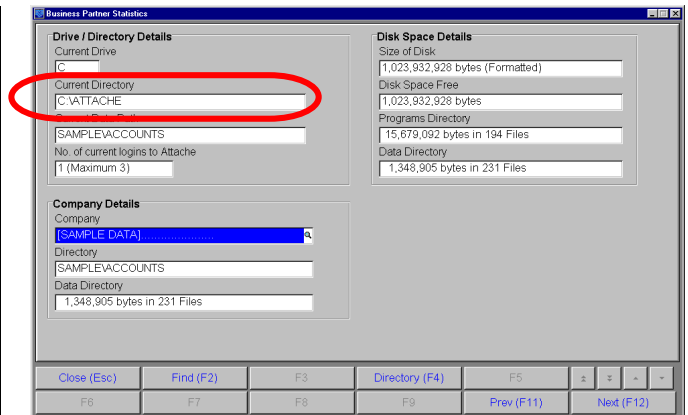 Business Partner Statistics
Drive / Directory Details
Current Drive
C
Current Directory
C:\ATTACHE
Current Data Path
SAMPLE\ACCOUNTS
No. of current logins to Attache
1 (Maximum 3)
Disk Space Details
Size of Disk
1,023,932,928 bytes (Formatted)
Disk Space Free
1,023,932,928 bytes
Programs Directory
15,679,092 bytes in 194 Files
Data Directory
1,348,905 bytes in 231 Files
Company Details
Company
[SAMPLE DATA]......................
Directory
SAMPLE\ACCOUNTS
Data Directory
1,348,905 bytes in 231 Files
Close (Esc) Find (F2) F3 Directory (F4) F5
F6 F7 F8 F9 Prev (F11) Next (F12)